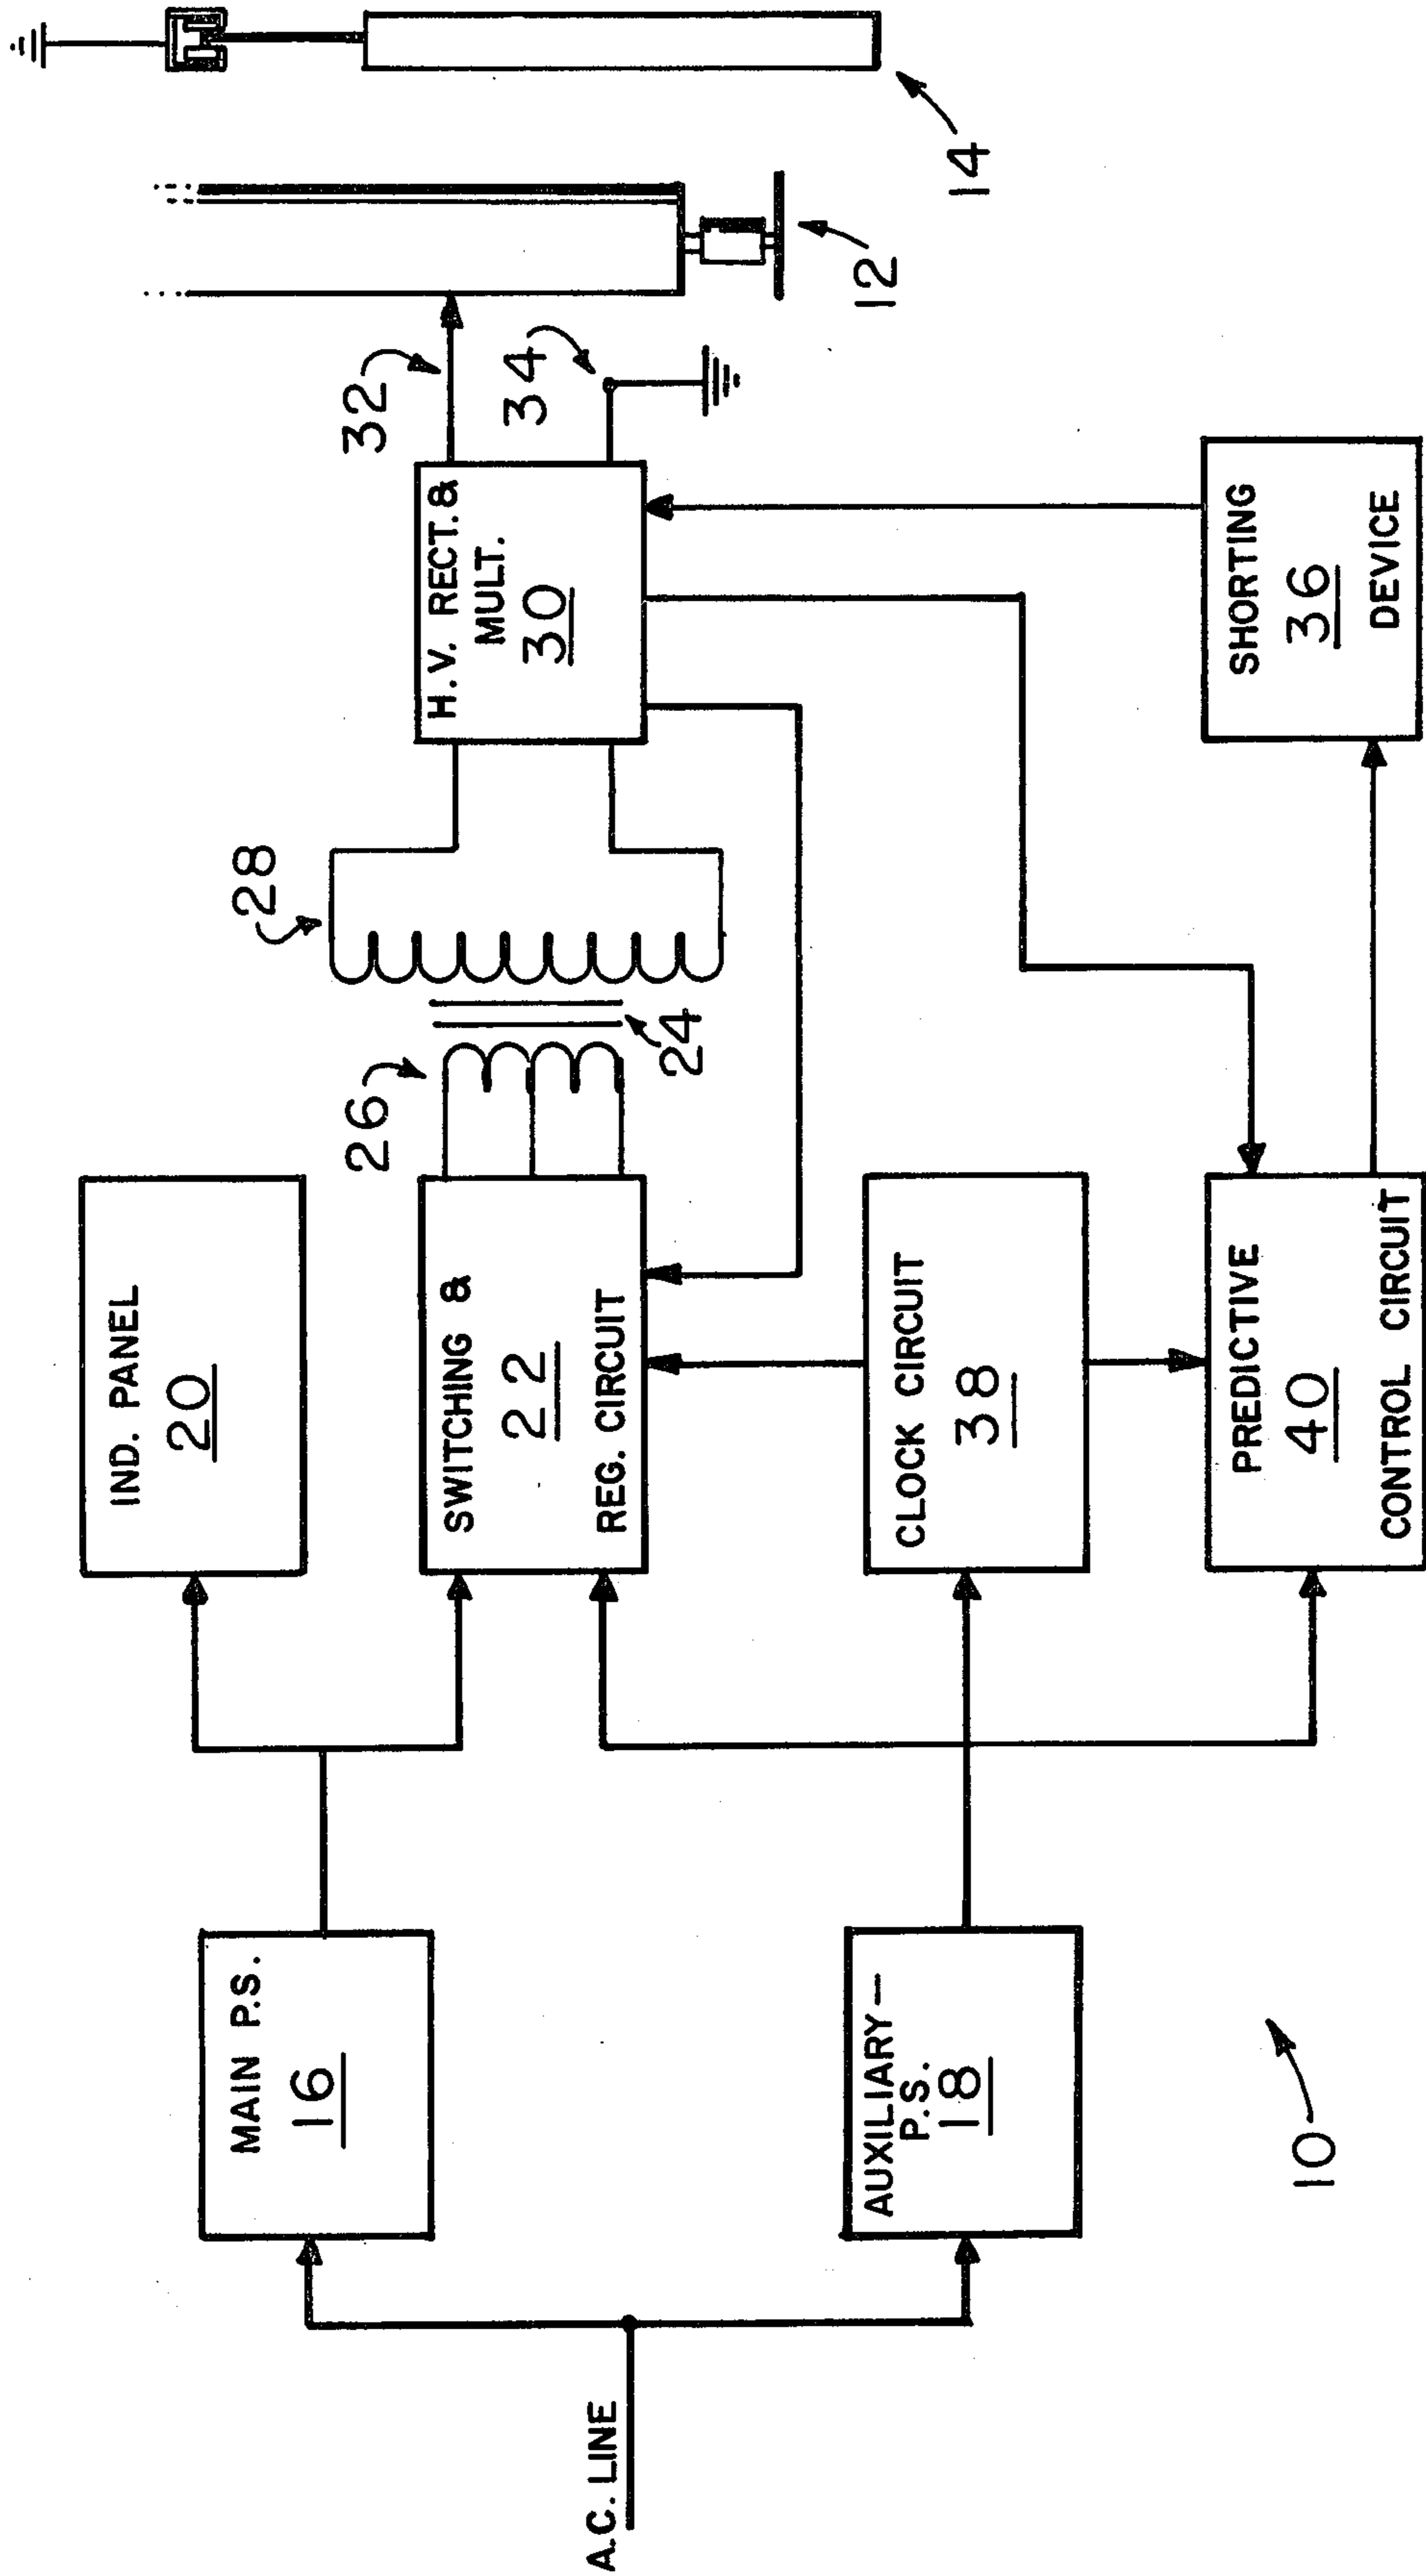 A.C. LINE
MAIN P.S.
16
AUXILIARY—
P.S.
18
10
IND. PANEL
20
SWITCHING &
22
REG. CIRCUIT
CLOCK CIRCUIT
38
PREDICTIVE
40
CONTROL CIRCUIT
26
24
28
H.V. RECT. &
MULT.
30
SHORTING
36
DEVICE
32
34
12
14